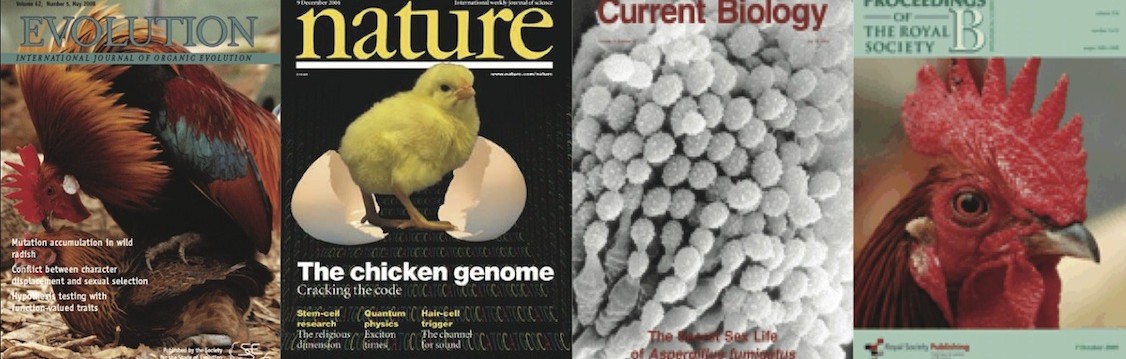 Volume 62, Number 5, May 2008
EVOLUTION
INTERNATIONAL JOURNAL OF ORGANIC EVOLUTION
Mutation accumulation in wild
radish
Conflict between character
displacement and sexual selection
Hypothesis testing with
function-valued traits
Published by the Society
9 December 2004
International weekly journal of science
nature
www.nature.com/nature
The chicken genome
Cracking the code
Stem-cell
research
The religious
dimension
Quantum
physics
Exciton
times
Hair-cell
trigger
The channel
for sound
Current Biology
The Secret Sex Life
of Aspergillus fumigatus
PROCEEDINGS
OF
THE ROYAL
SOCIETY
B
Royal Society Publishing